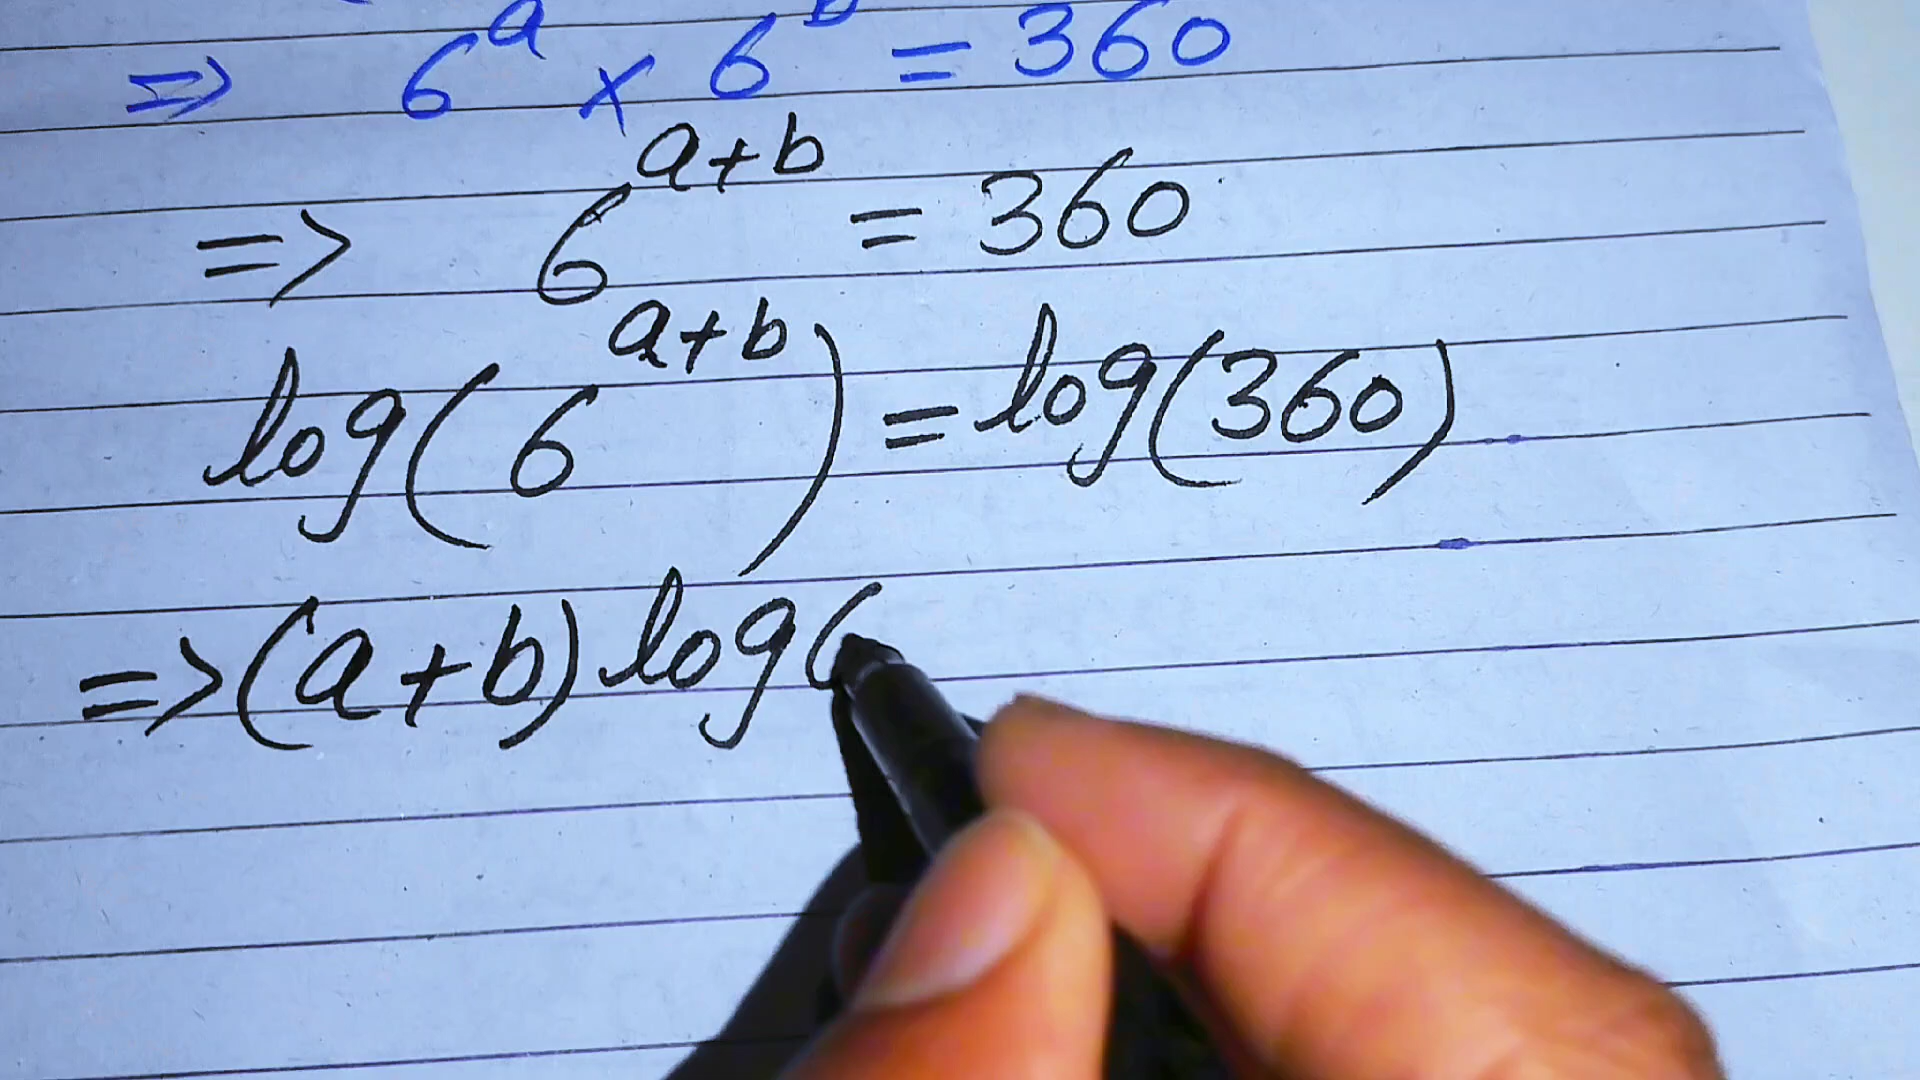 => 6^a × 6^b = 360
=> 6^(a+b) = 360
log(6^(a+b)) = log(360)
=> (a+b) log6